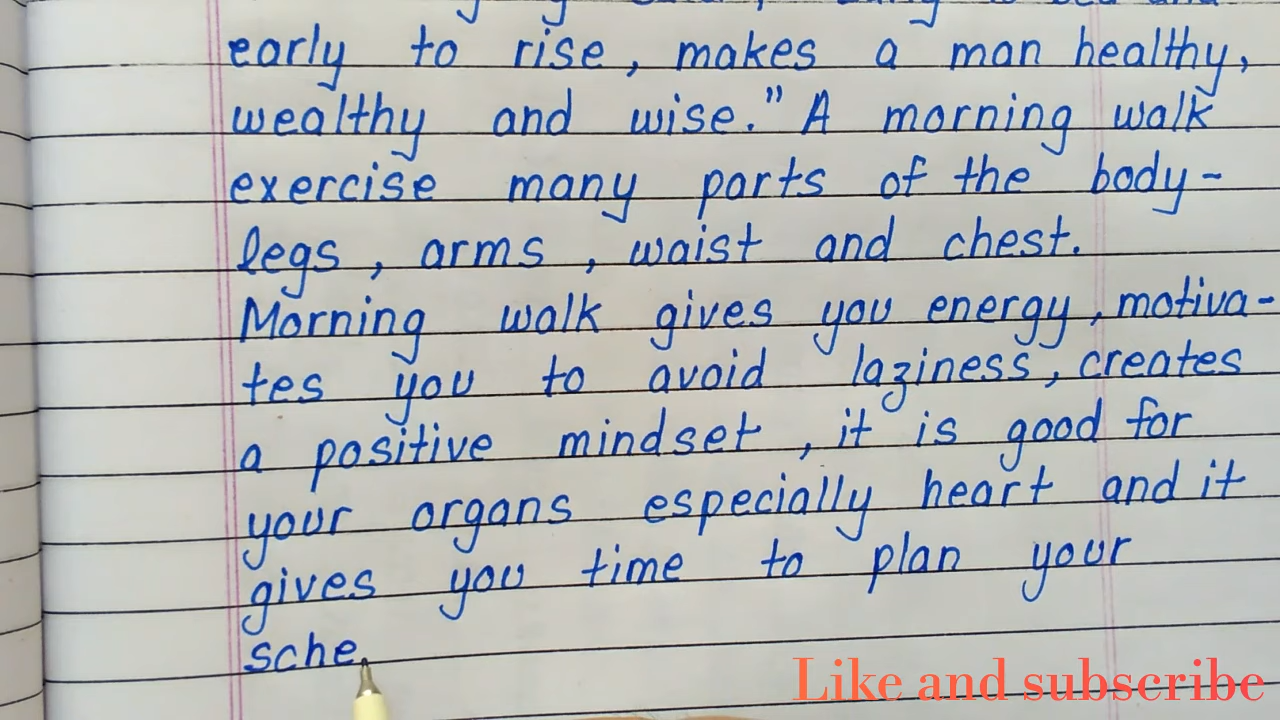 early to rise, makes a man healthy,
wealthy and wise." A morning walk
exercise many parts of the body-
legs, arms, waist and chest.
Morning walk gives you energy, motiva-
tes you to avoid laziness, creates
a positive mindset, it is good for
your organs especially heart and it
gives you time to plan your
sche
Like and subscribe